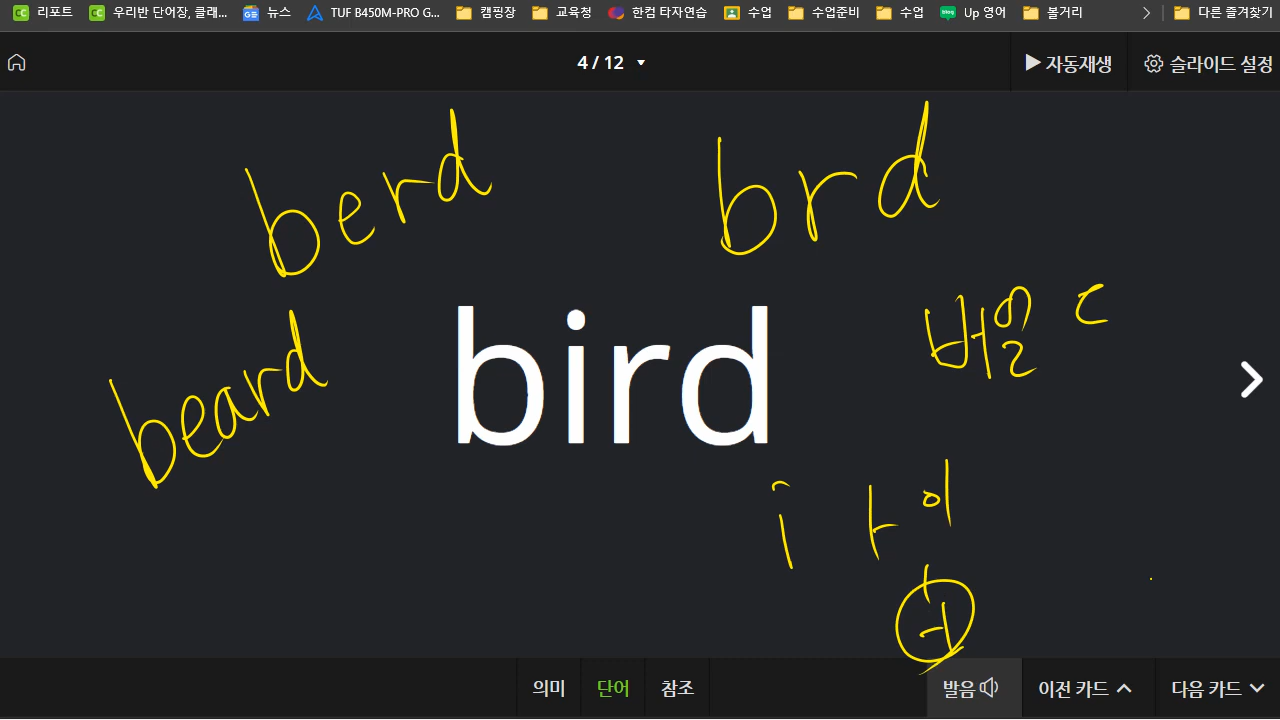 리포트 우리반 단어장, 클래... 뉴스 TUF B450M-PRO G... 캠핑장 교육청 한컴 타자연습 수업 수업준비 수업 Up 영어 볼거리 다른 즐겨찾기
4 / 12 자동재생 슬라이드 설정
berd brd
bird
beard
버올 ㄷ
i ㅏ 이
ㅓ
의미 단어 참조 발음 이전 카드 다음 카드